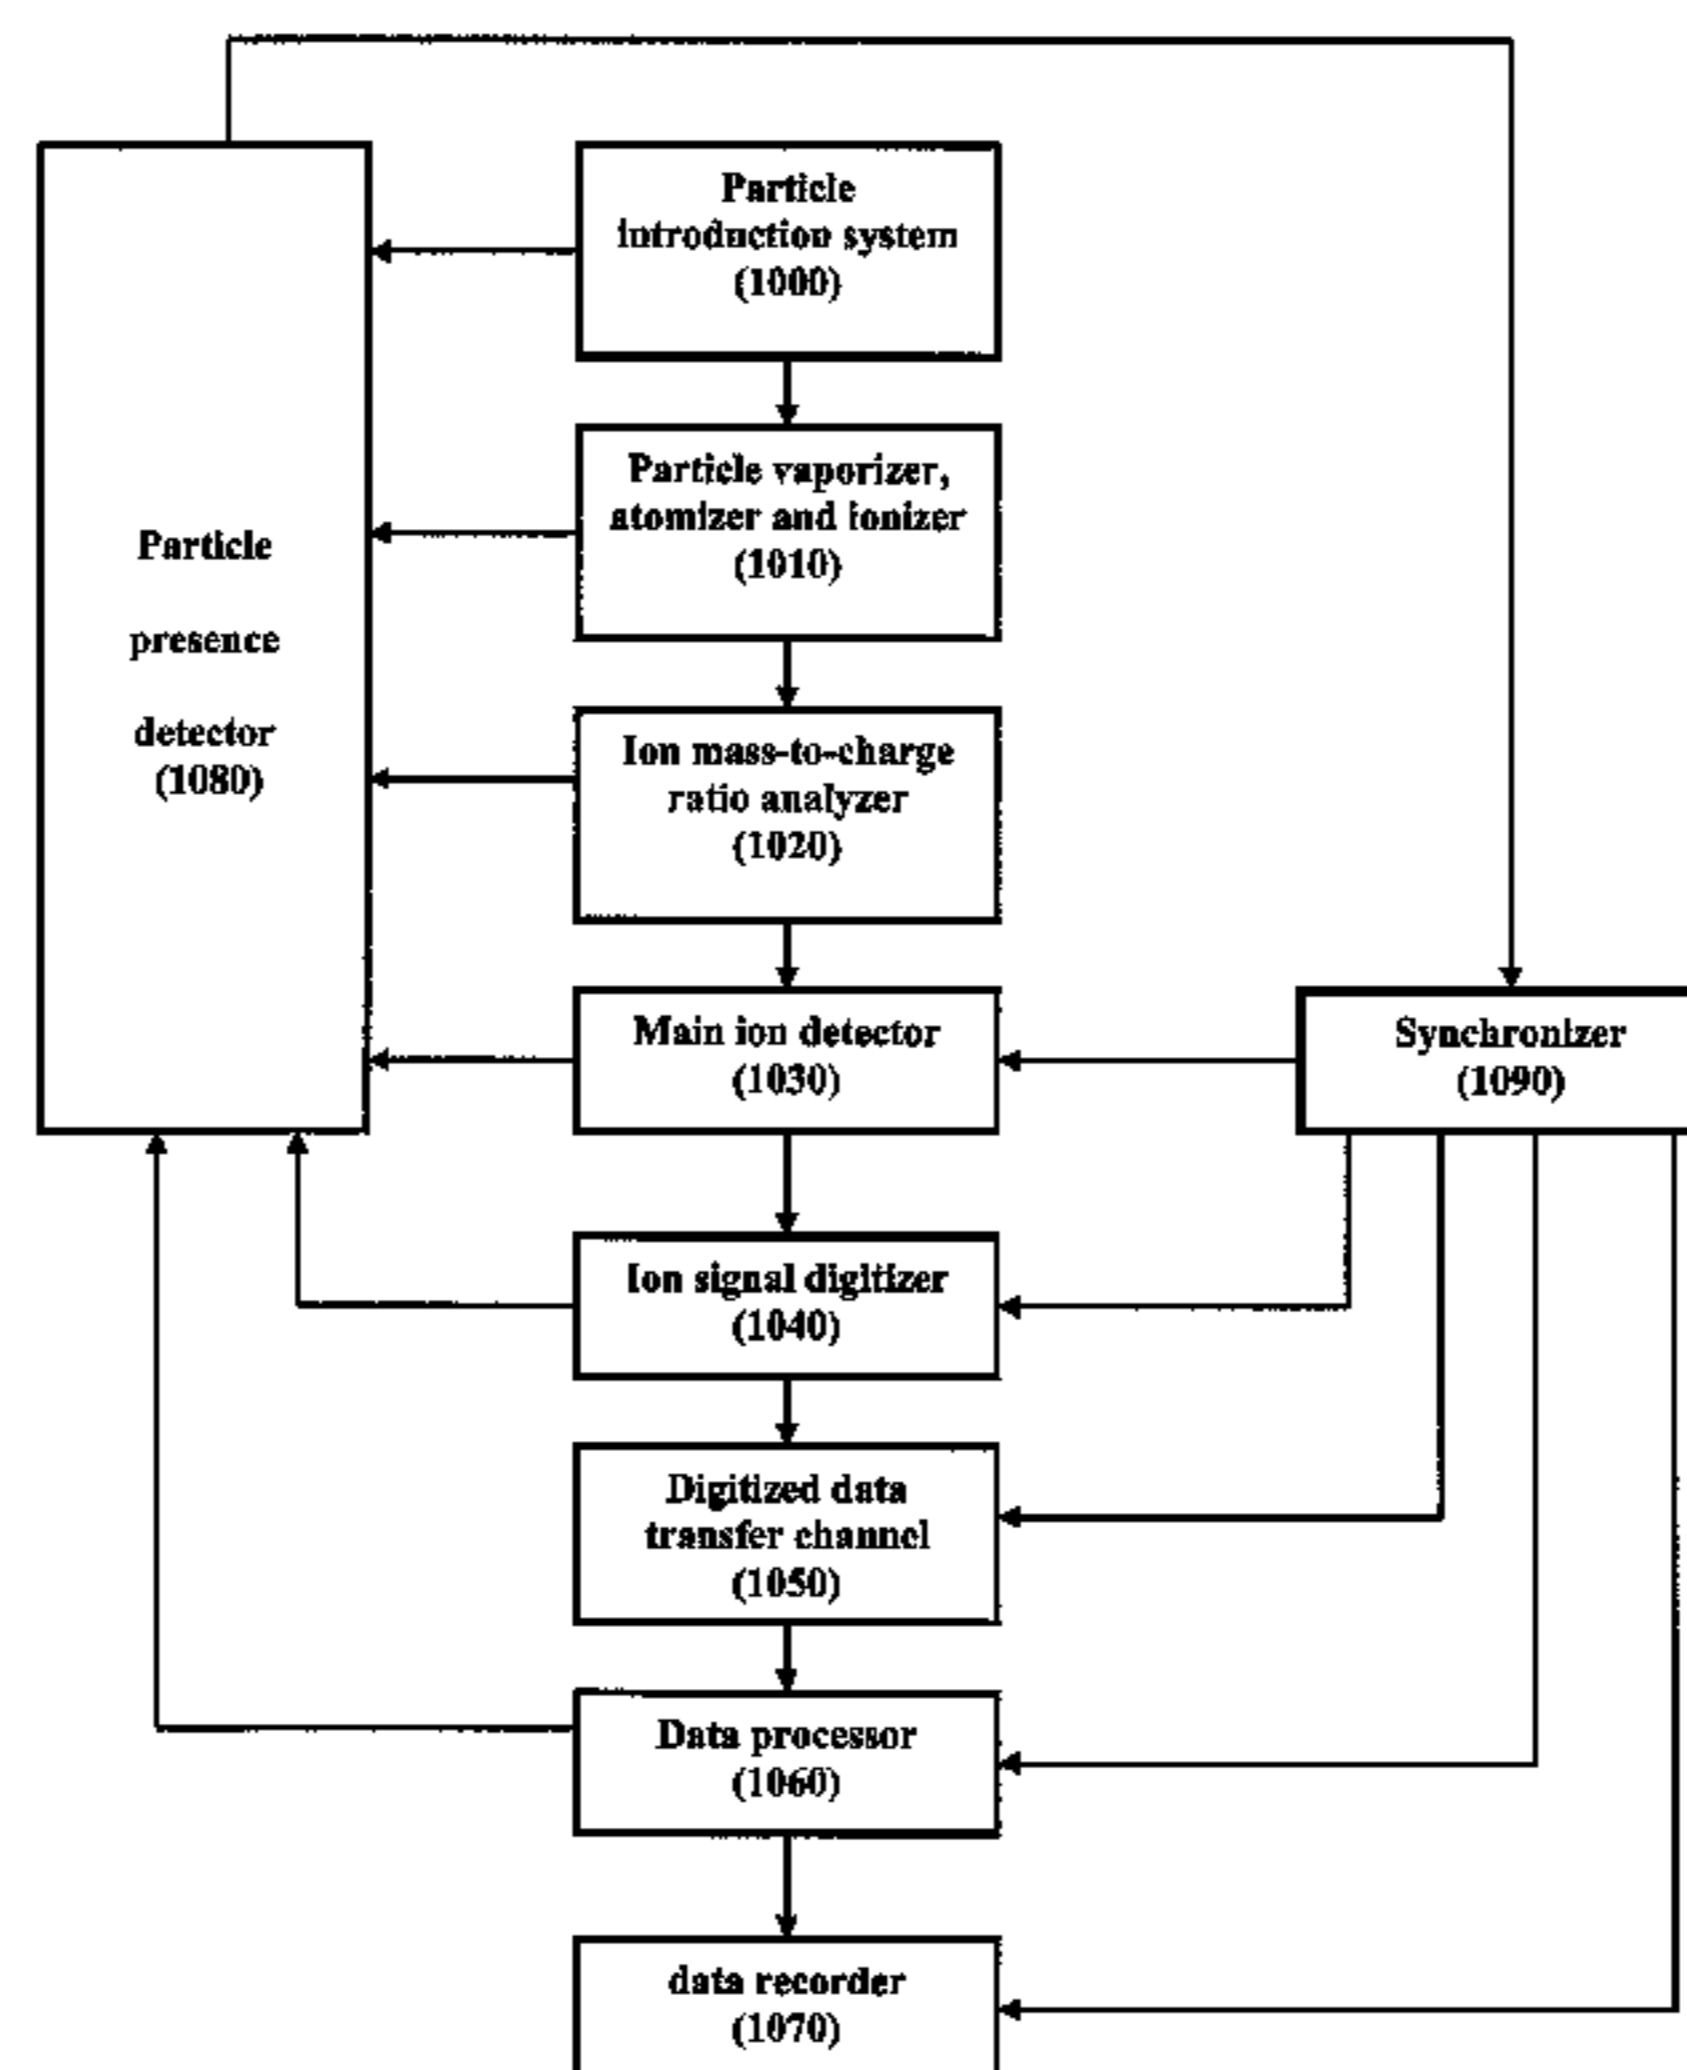 Particle
introduction system
(1000)
Particle vaporizer,
atomizer and ionizer
(1010)
Particle
presence
detector
(1080)
Ion mass-to-charge
ratio analyzer
(1020)
Main ion detector
(1030)
Synchronizer
(1090)
Ion signal digitizer
(1040)
Digitized data
transfer channel
(1050)
Data processor
(1060)
data recorder
(1070)